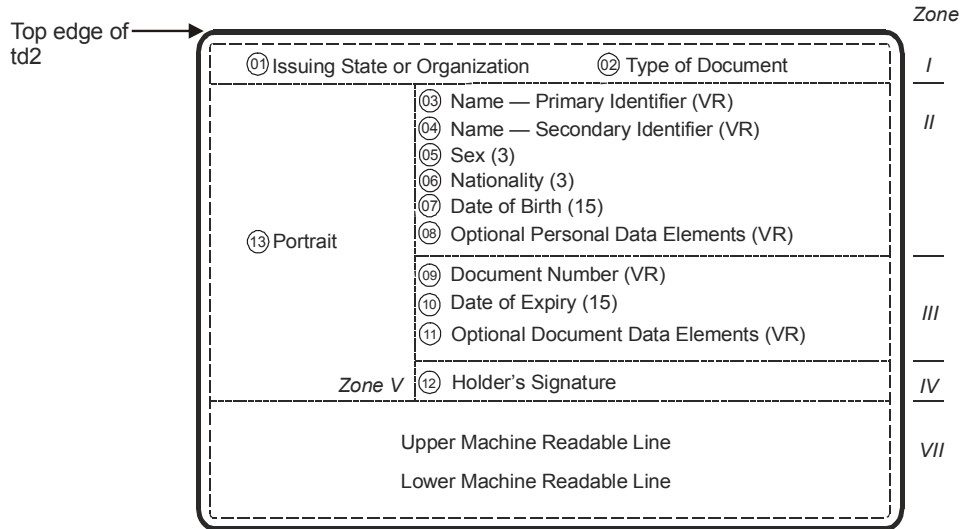 Zone
Top edge of
td2
01 Issuing State or Organization 02 Type of Document I
03 Name — Primary Identifier (VR)
04 Name — Secondary Identifier (VR) II
05 Sex (3)
06 Nationality (3)
07 Date of Birth (15)
13 Portrait
08 Optional Personal Data Elements (VR)
09 Document Number (VR)
10 Date of Expiry (15)
11 Optional Document Data Elements (VR)
III
Zone V 12 Holder's Signature IV
Upper Machine Readable Line
VII
Lower Machine Readable Line